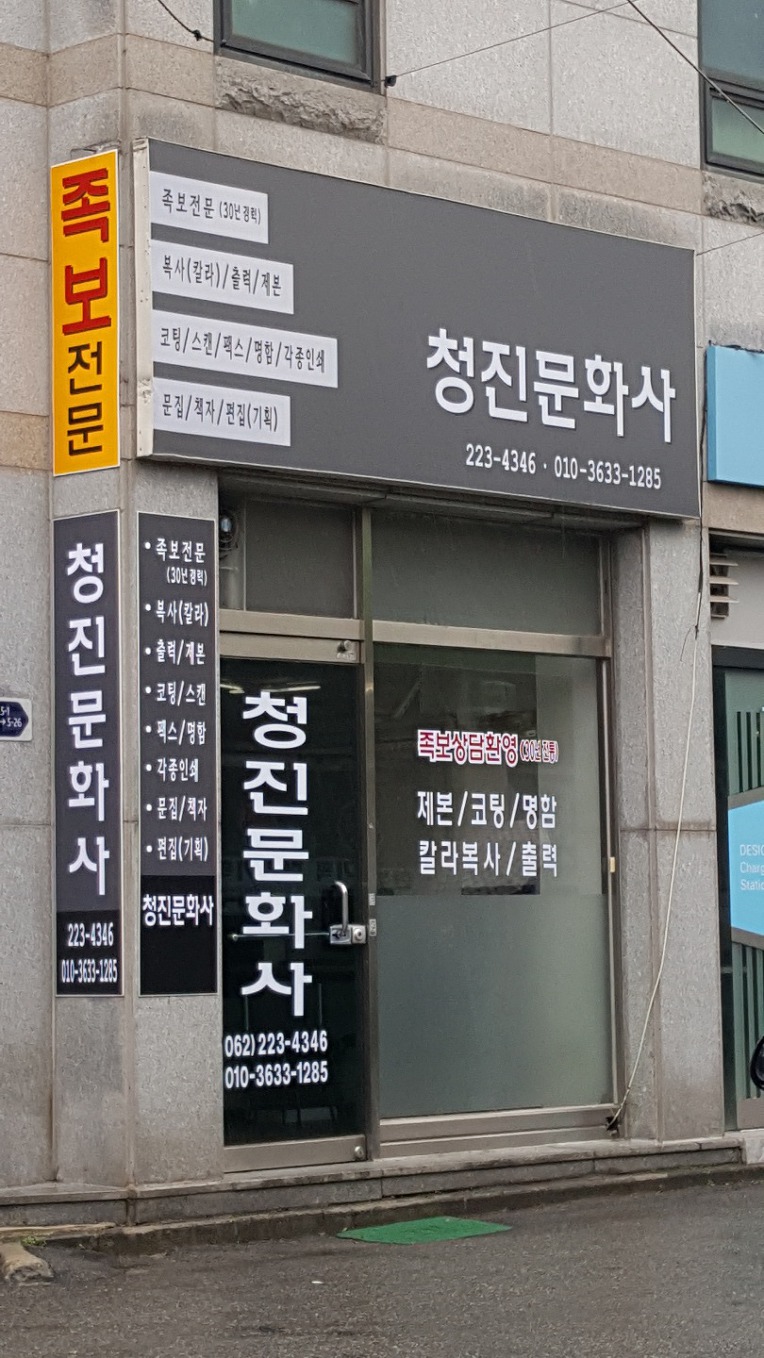 족보전문
족보전문 (30년 경력)
복사(칼라)/출력/제본
코팅/스캔/팩스/명함/각종인쇄
문집/책자/편집(기획)
청진문화사
223-4346 · 010-3633-1285
청진문화사
223-4346
010-3633-1285
• 족보전문
(30년 경력)
• 복사(칼라)
• 출력/제본
• 코팅/스캔
• 팩스/명함
• 각종인쇄
• 문집/책자
• 편집(기획)
청진문화사
청진문화사
062) 223-4346
010-3633-1285
족보상담환영 (30년 전통)
제본/코팅/명함
칼라복사/출력